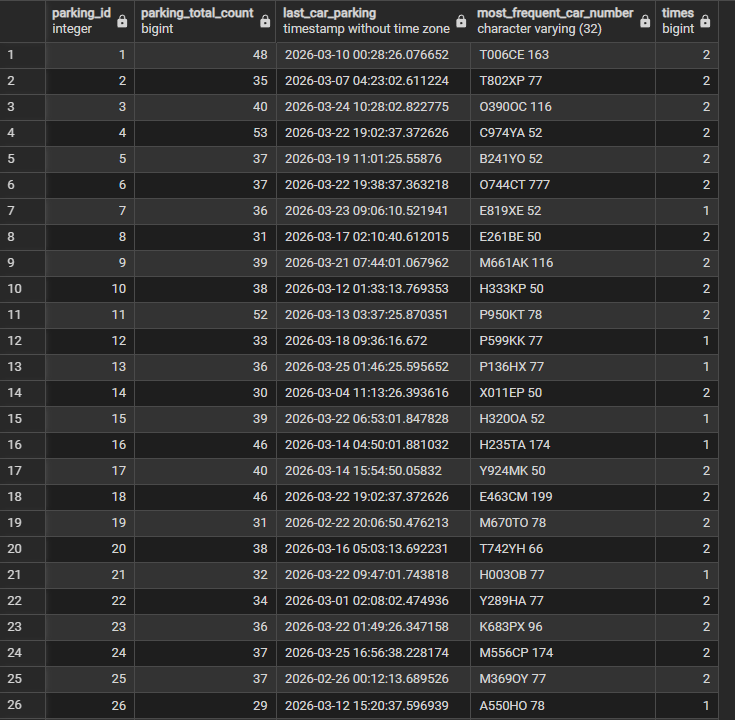 parking_id parking_total_count last_car_parking most_frequent_car_number times
integer bigint timestamp without time zone character varying (32) bigint
1 1 48 2026-03-10 00:28:26.076652 T006CE 163 2
2 2 35 2026-03-07 04:23:02.611224 T802XP 77 2
3 3 40 2026-03-24 10:28:02.822775 O390OC 116 2
4 4 53 2026-03-22 19:02:37.372626 C974YA 52 2
5 5 37 2026-03-19 11:01:25.55876 B241YO 52 2
6 6 37 2026-03-22 19:38:37.363218 O744CT 777 2
7 7 36 2026-03-23 09:06:10.521941 E819XE 52 1
8 8 31 2026-03-17 02:10:40.612015 E261BE 50 2
9 9 39 2026-03-21 07:44:01.067962 M661AK 116 2
10 10 38 2026-03-12 01:33:13.769353 H333KP 50 2
11 11 52 2026-03-13 03:37:25.870351 P950KT 78 2
12 12 33 2026-03-18 09:36:16.672 P599KK 77 1
13 13 36 2026-03-25 01:46:25.595652 P136HX 77 1
14 14 30 2026-03-04 11:13:26.393616 X011EP 50 2
15 15 39 2026-03-22 06:53:01.847828 H320OA 52 1
16 16 46 2026-03-14 04:50:01.881032 H235TA 174 1
17 17 40 2026-03-14 15:54:50.05832 Y924MK 50 2
18 18 46 2026-03-22 19:02:37.372626 E463CM 199 2
19 19 31 2026-02-22 20:06:50.476213 M670TO 78 2
20 20 38 2026-03-16 05:03:13.692231 T742YH 66 2
21 21 32 2026-03-22 09:47:01.743818 H003OB 77 1
22 22 34 2026-03-01 02:08:02.474936 Y289HA 77 2
23 23 36 2026-03-22 01:49:26.347158 K683PX 96 2
24 24 37 2026-03-25 16:56:38.228174 M556CP 174 2
25 25 37 2026-02-26 00:12:13.689526 M369OY 77 2
26 26 29 2026-03-12 15:20:37.596939 A550HO 78 1